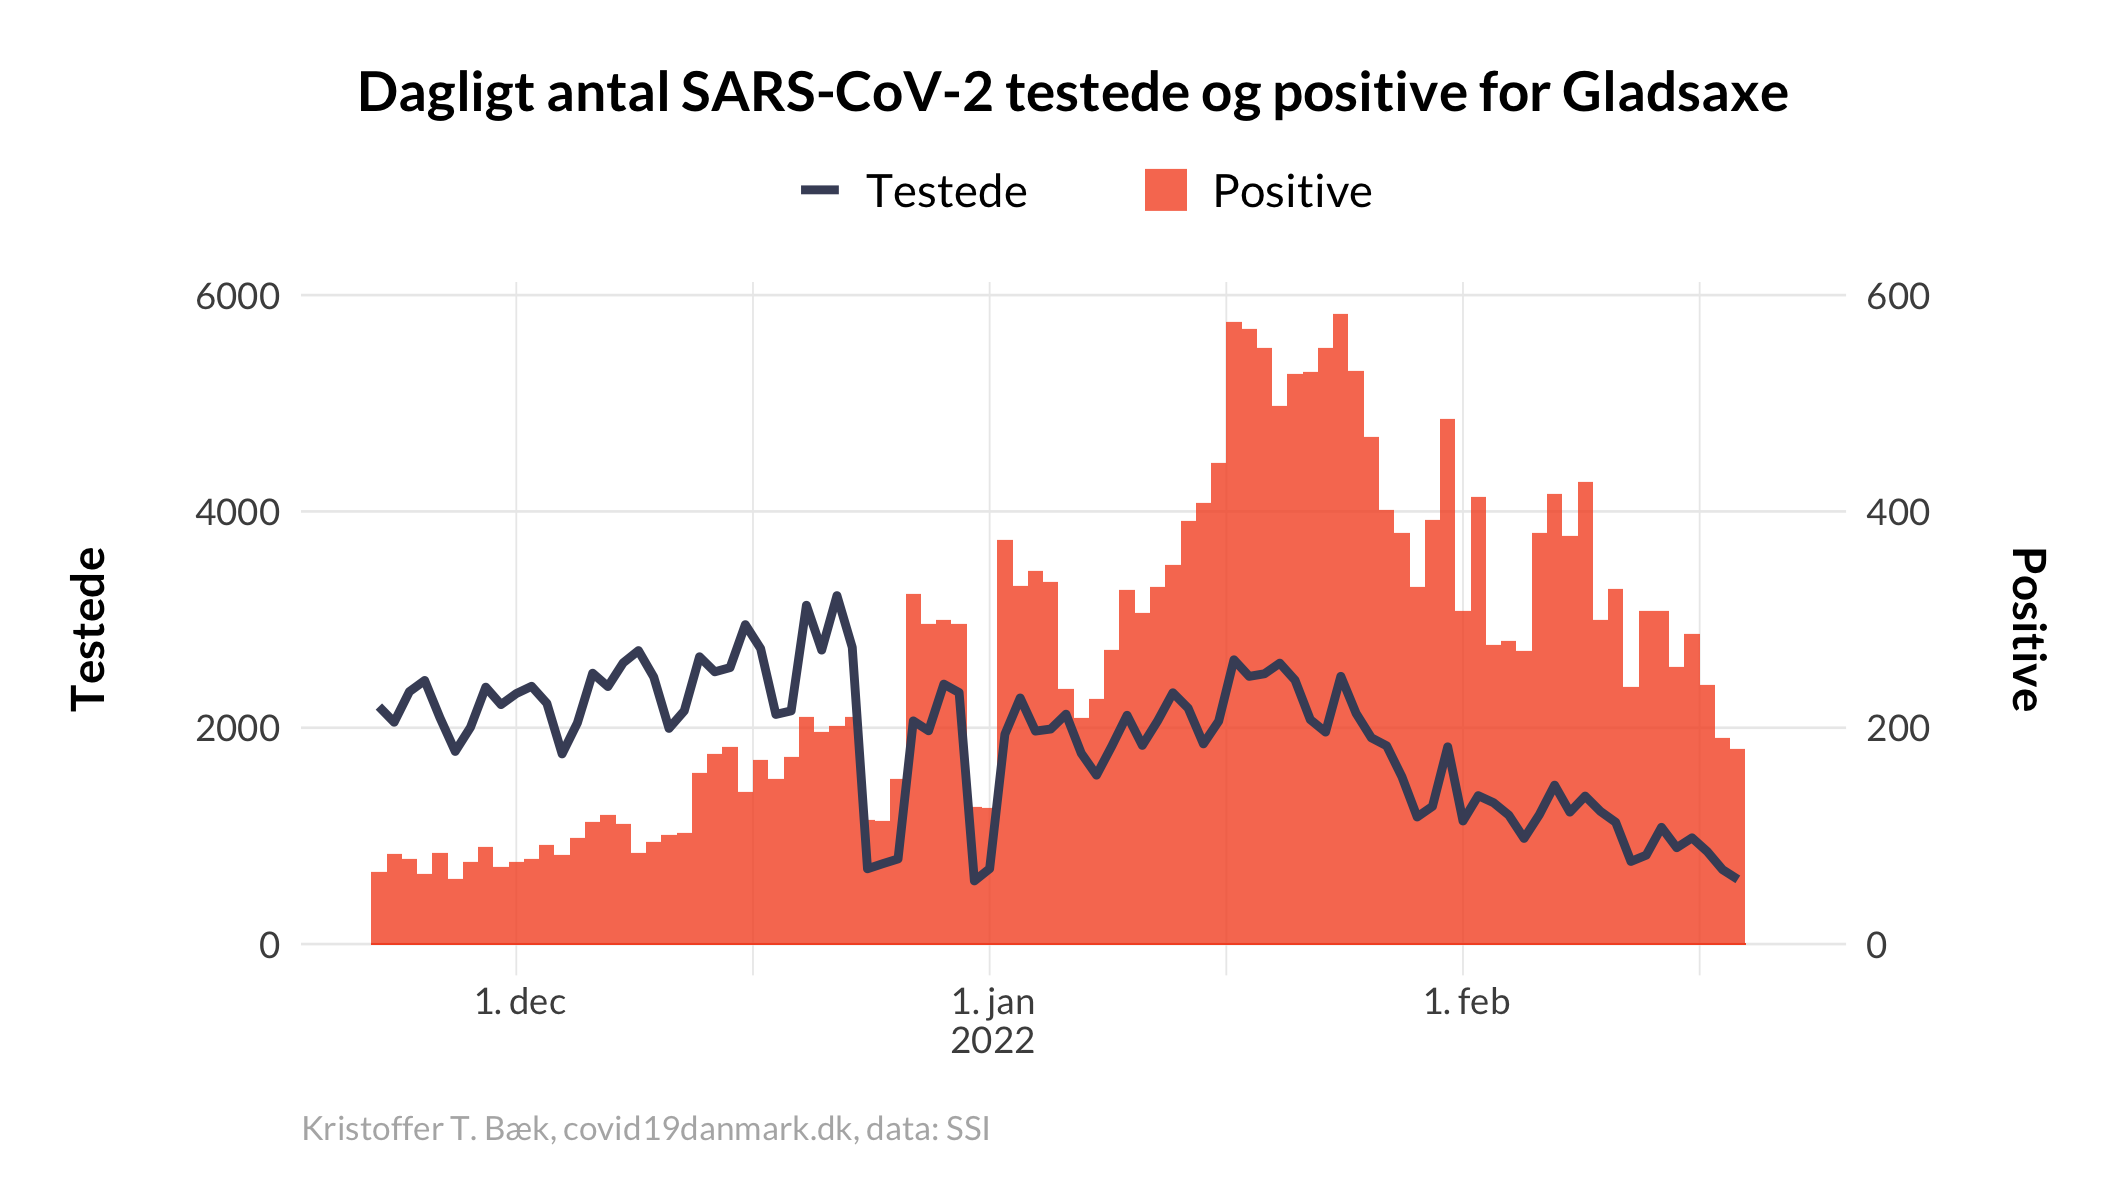 Dagligt antal SARS-CoV-2 testede og positive for Gladsaxe
Testede
Positive
6000
4000
2000
0
600
400
200
0
Testede
Positive
1. dec
1. jan
2022
1. feb
Kristoffer T. Bæk, covid19danmark.dk, data: SSI